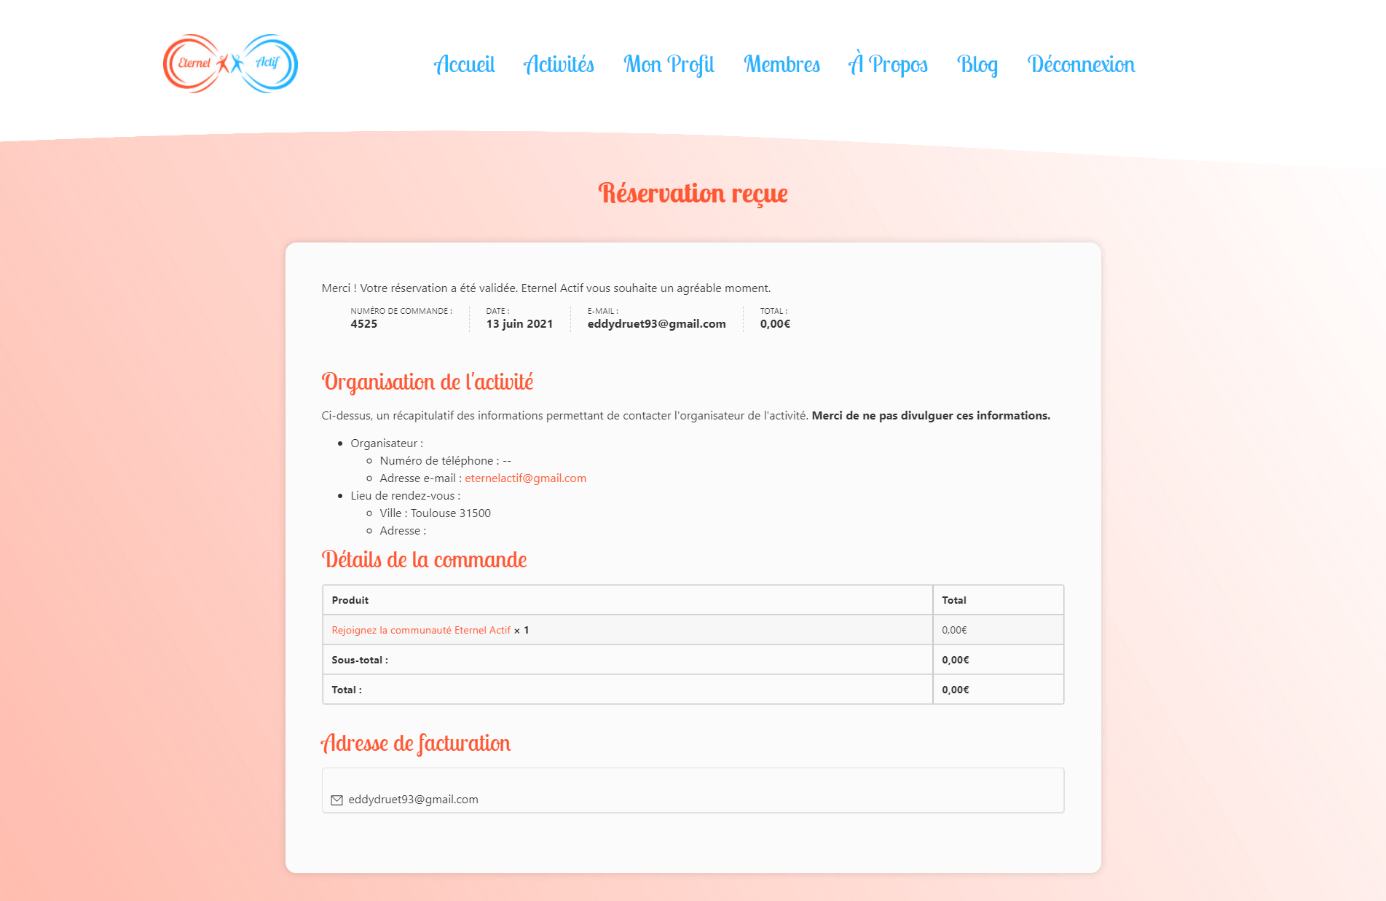 Eternel Actif
Accueil Activités Mon Profil Membres À Propos Blog Déconnexion
Réservation reçue
Merci ! Votre réservation a été validée. Eternel Actif vous souhaite un agréable moment.
NUMÉRO DE COMMANDE : DATE : E-MAIL : TOTAL :
4525 13 juin 2021 eddydruet93@gmail.com 0,00€
Organisation de l'activité
Ci-dessus, un récapitulatif des informations permettant de contacter l'organisateur de l'activité. Merci de ne pas divulguer ces informations.
Organisateur :
Numéro de téléphone : --
Adresse e-mail : eternelactif@gmail.com
Lieu de rendez-vous :
Ville : Toulouse 31500
Adresse :
Détails de la commande
Produit Total
Rejoignez la communauté Eternel Actif × 1 0,00€
Sous-total : 0,00€
Total : 0,00€
Adresse de facturation
eddydruet93@gmail.com